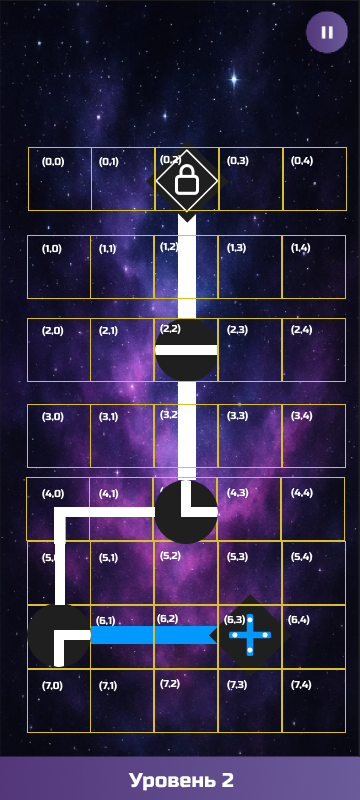 (0,0) (0,1) (0,2) (0,3) (0,4)
(1,0) (1,1) (1,2) (1,3) (1,4)
(2,0) (2,1) (2,2) (2,3) (2,4)
(3,0) (3,1) (3,2 (3,3) (3,4)
(4,0) (4,1) (4,3) (4,4)
(5, (5,1) (5,2) (5,3) (5,4)
(6,1) (6,2) (6,3) (6,4)
(7,0) (7,1) (7,2) (7,3) (7,4)
Уровень 2